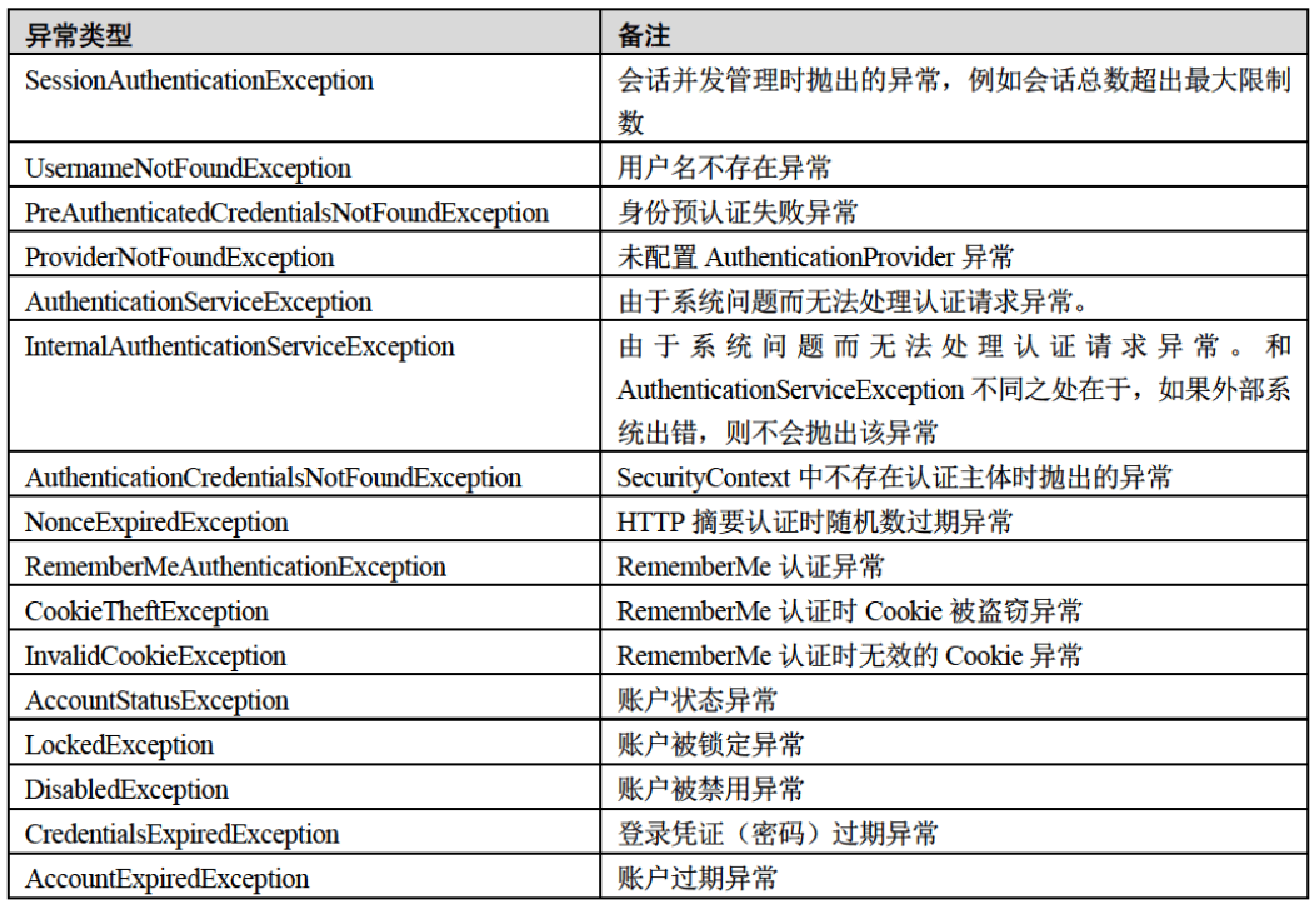 异常类型 备注
SessionAuthenticationException 会话并发管理时抛出的异常，例如会话总数超出最大限制
数
UsernameNotFoundException 用户名不存在异常
PreAuthenticatedCredentialsNotFoundException 身份预认证失败异常
ProviderNotFoundException 未配置 AuthenticationProvider 异常
AuthenticationServiceException 由于系统问题而无法处理认证请求异常。
InternalAuthenticationServiceException 由于系统问题而无法处理认证请求异常。和
AuthenticationServiceException 不同之处在于，如果外部系
统出错，则不会抛出该异常
AuthenticationCredentialsNotFoundException SecurityContext 中不存在认证主体时抛出的异常
NonceExpiredException HTTP 摘要认证时随机数过期异常
RememberMeAuthenticationException RememberMe 认证异常
CookieTheftException RememberMe 认证时 Cookie 被盗窃异常
InvalidCookieException RememberMe 认证时无效的 Cookie 异常
AccountStatusException 账户状态异常
LockedException 账户被锁定异常
DisabledException 账户被禁用异常
CredentialsExpiredException 登录凭证（密码）过期异常
AccountExpiredException 账户过期异常